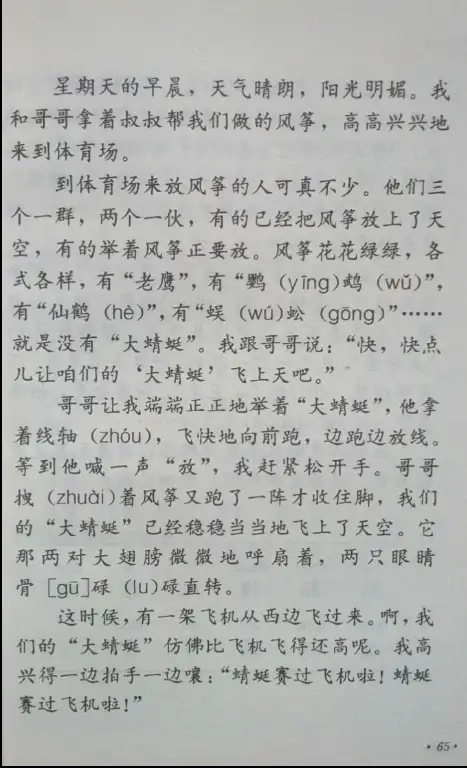 星期天的早晨，天气晴朗，阳光明媚。我
和哥哥拿着叔叔帮我们做的风筝，高高兴兴地
来到体育场。
到体育场来放风筝的人可真不少。他们三
个一群，两个一伙，有的已经把风筝放上了天
空，有的举着风筝正要放。风筝花花绿绿，各
式各样，有“老鹰”，有“鹦（yīng)鹉（wǔ)”，
有“仙鹤（hè)”，有“蜈（wú)蚣（gōng)”……
就是没有“大蜻蜓”。我跟哥哥说：“快，快点
儿让咱们的‘大蜻蜓’飞上天吧。”
哥哥让我端端正正地举着“大蜻蜓”，他拿
着线轴（zhóu)，飞快地向前跑，边跑边放线。
等到他喊一声“放”，我赶紧松开手。哥哥
拽（zhuài)着风筝又跑了一阵才收住脚，我们
的“大蜻蜓”已经稳稳当当地飞上了天空。它
那两对大翅膀微微地呼扇着，两只眼睛
骨［gū］碌（lu)碌直转。
这时候，有一架飞机从西边飞过来。啊，我
们的“大蜻蜓”仿佛比飞机飞得还高呢。我高
兴得一边拍手一边嚷：“蜻蜓赛过飞机啦！蜻蜓
赛过飞机啦！”
·65·